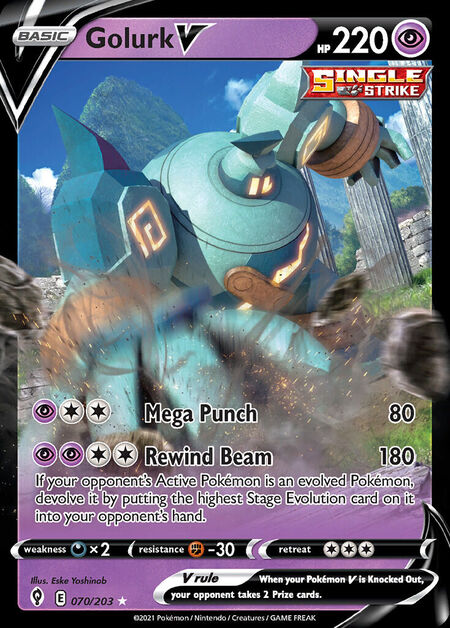 BASIC Golurk V HP 220
SINGLE
STRIKE
Mega Punch 80
Rewind Beam 180
If your opponent's Active Pokémon is an evolved Pokémon,
devolve it by putting the highest Stage Evolution card on it
into your opponent's hand.
weakness ×2 resistance -30 retreat
Illus. Eske Yoshinob
E 070/203
V rule When your Pokémon V is Knocked Out,
your opponent takes 2 Prize cards.
©2021 Pokémon / Nintendo / Creatures / GAME FREAK